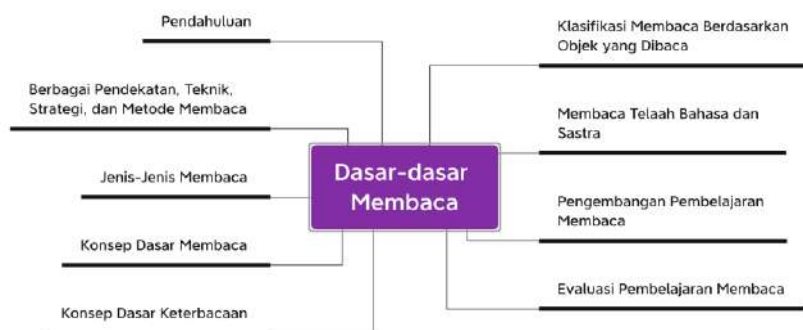 Pendahuluan
Berbagai Pendekatan, Teknik,
Strategi, dan Metode Membaca
Jenis-Jenis Membaca
Konsep Dasar Membaca
Konsep Dasar Keterbacaan
Dasar-dasar
Membaca
Klasifikasi Membaca Berdasarkan
Objek yang Dibaca
Membaca Telaah Bahasa dan
Sastra
Pengembangan Pembelajaran
Membaca
Evaluasi Pembelajaran Membaca